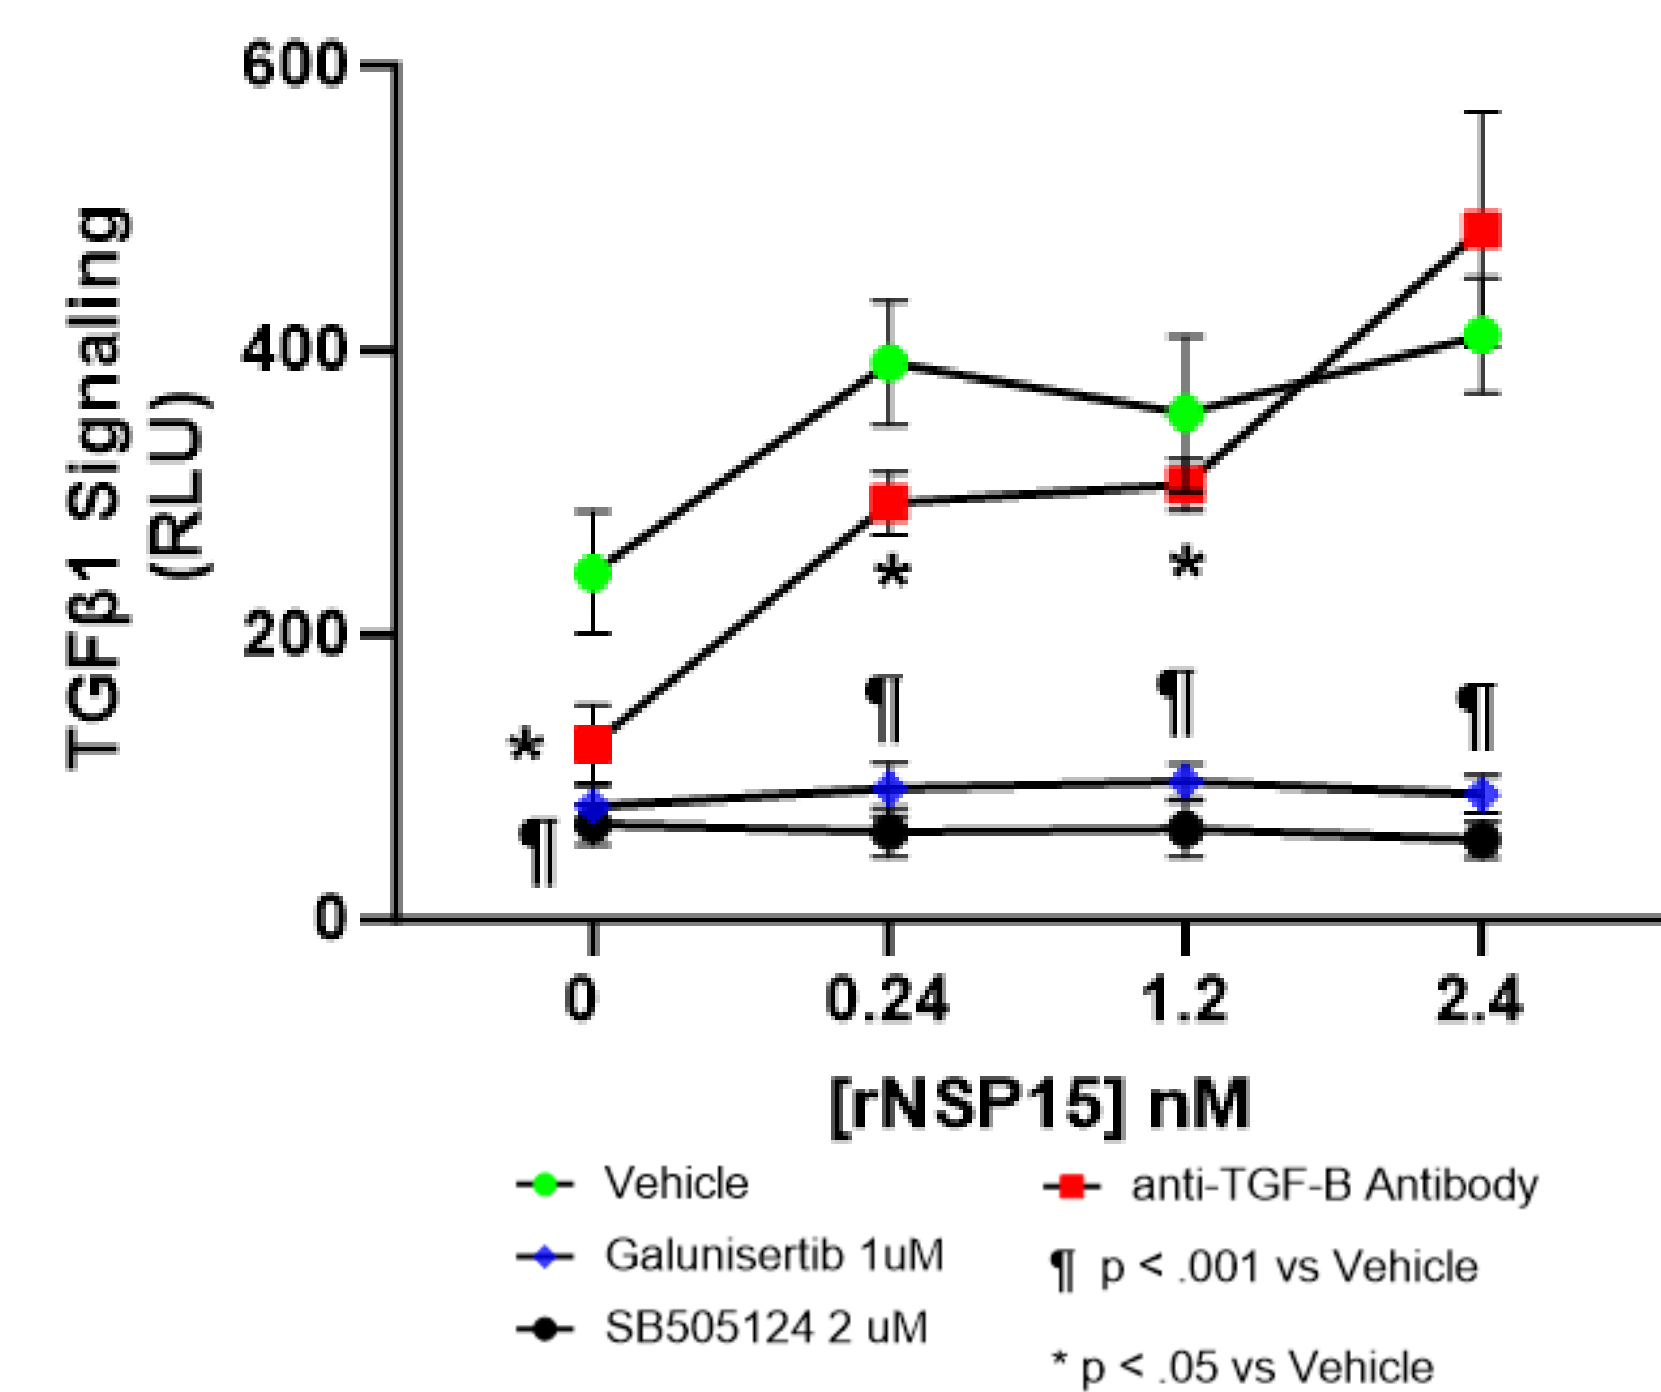 600
400
200
0
TGFβ1 Signaling
(RLU)
*
*
*
¶
¶
¶
¶
0
0.24
1.2
2.4
[rNSP15] nM
Vehicle
anti-TGF-B Antibody
Galunisertib 1uM
¶ p < .001 vs Vehicle
SB505124 2 uM
* p < .05 vs Vehicle